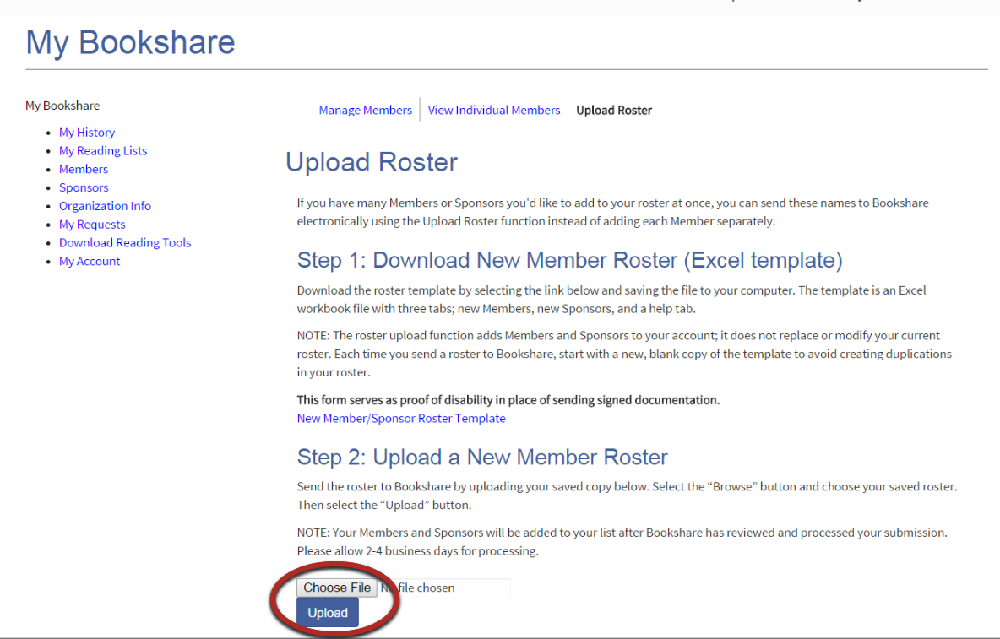 My Bookshare
My Bookshare
My History
My Reading Lists
Members
Sponsors
Organization Info
My Requests
Download Reading Tools
My Account
Manage Members View Individual Members Upload Roster
Upload Roster
If you have many Members or Sponsors you'd like to add to your roster at once, you can send these names to Bookshare
electronically using the Upload Roster function instead of adding each Member separately.
Step 1: Download New Member Roster (Excel template)
Download the roster template by selecting the link below and saving the file to your computer. The template is an Excel
workbook file with three tabs; new Members, new Sponsors, and a help tab.
NOTE: The roster upload function adds Members and Sponsors to your account; it does not replace or modify your current
roster. Each time you send a roster to Bookshare, start with a new, blank copy of the template to avoid creating duplications
in your roster.
This form serves as proof of disability in place of sending signed documentation.
New Member/Sponsor Roster Template
Step 2: Upload a New Member Roster
Send the roster to Bookshare by uploading your saved copy below. Select the “Browse” button and choose your saved roster.
Then select the “Upload” button.
NOTE: Your Members and Sponsors will be added to your list after Bookshare has reviewed and processed your submission.
Please allow 2-4 business days for processing.
Choose File No file chosen
Upload